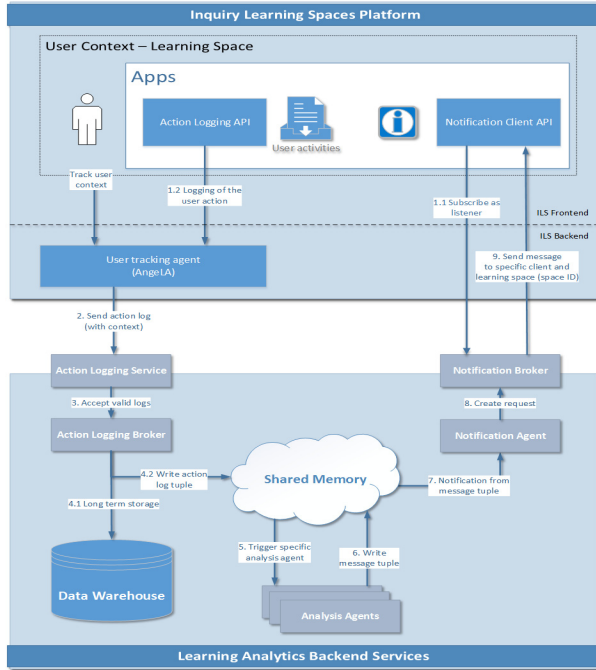 Inquiry Learning Spaces Platform
User Context – Learning Space
Apps
Action Logging API
User activities
Notification Client API
Track user
context
1.2 Logging of the
user action
1.1 Subscribe as
listener
ILS Frontend
ILS Backend
User tracking agent
(AngeLA)
9. Send message
to specific client and
learning space (space ID)
2. Send action log
(with context)
Action Logging Service
Notification Broker
3. Accept valid logs
8. Create request
Action Logging Broker
Notification Agent
4.2 Write action
log tuple
Shared Memory
7. Notification from
message tuple
4.1 Long term storage
5. Trigger specific
analysis agent
6. Write
message tuple
Data Warehouse
Analysis Agents
Learning Analytics Backend Services